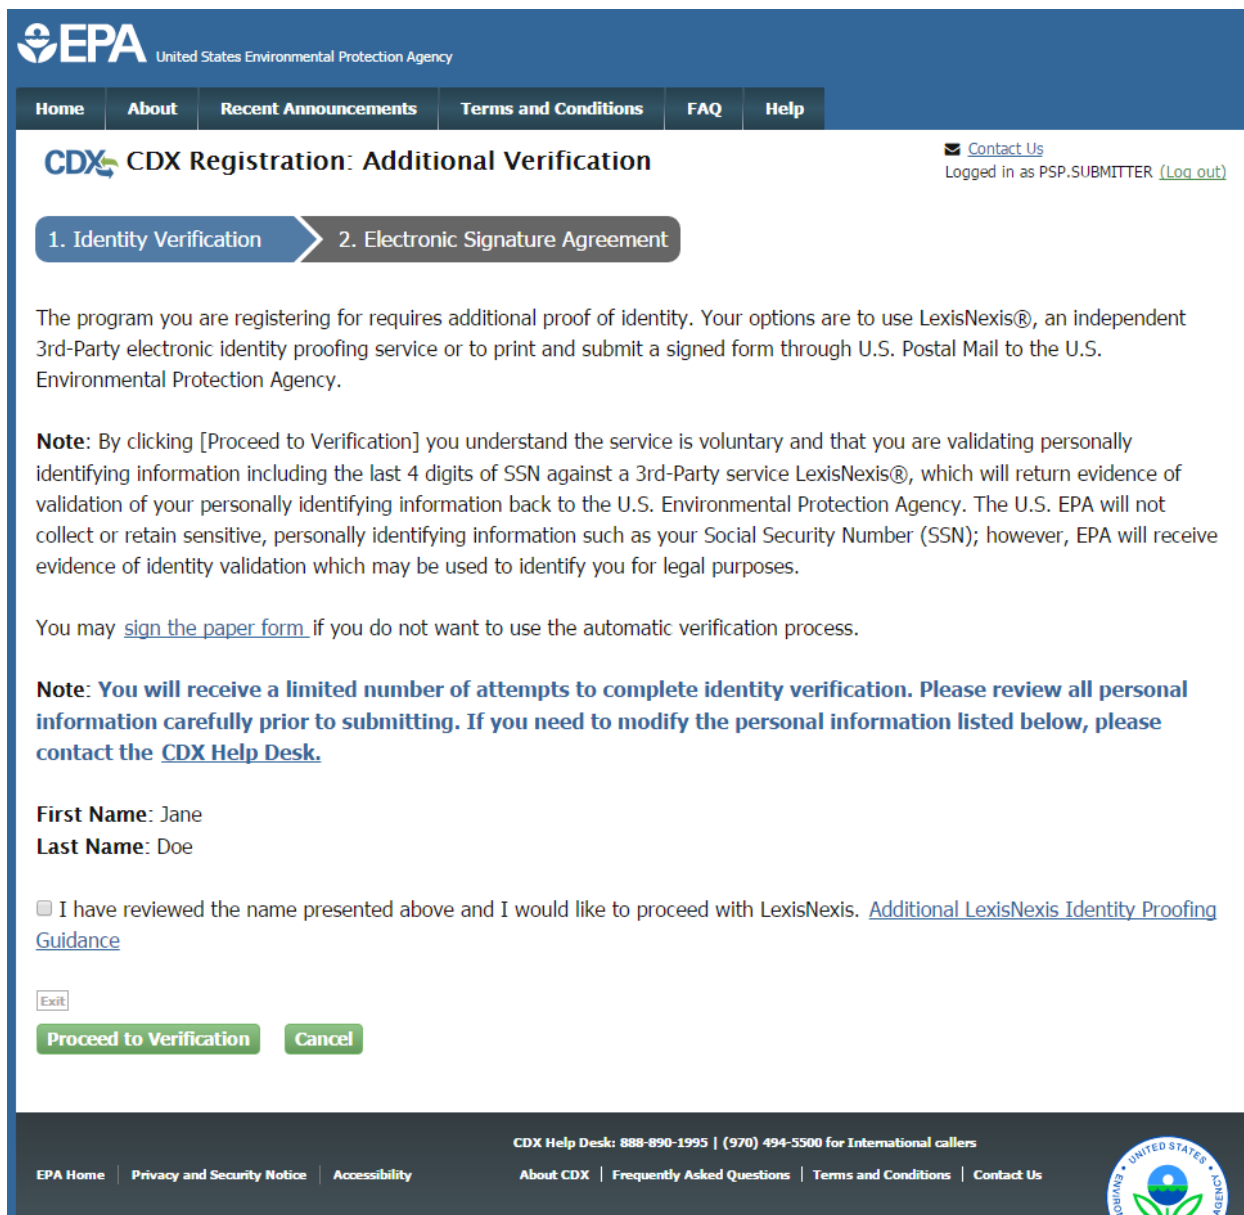 EPA United States Environmental Protection Agency
Home About Recent Announcements Terms and Conditions FAQ Help
CDX CDX Registration: Additional Verification
Contact Us
Logged in as PSP.SUBMITTER (Log out)
1. Identity Verification 2. Electronic Signature Agreement
The program you are registering for requires additional proof of identity. Your options are to use LexisNexis®, an independent
3rd-Party electronic identity proofing service or to print and submit a signed form through U.S. Postal Mail to the U.S.
Environmental Protection Agency.
Note: By clicking [Proceed to Verification] you understand the service is voluntary and that you are validating personally
identifying information including the last 4 digits of SSN against a 3rd-Party service LexisNexis®, which will return evidence of
validation of your personally identifying information back to the U.S. Environmental Protection Agency. The U.S. EPA will not
collect or retain sensitive, personally identifying information such as your Social Security Number (SSN); however, EPA will receive
evidence of identity validation which may be used to identify you for legal purposes.
You may sign the paper form if you do not want to use the automatic verification process.
Note: You will receive a limited number of attempts to complete identity verification. Please review all personal
information carefully prior to submitting. If you need to modify the personal information listed below, please
contact the CDX Help Desk.
First Name: Jane
Last Name: Doe
I have reviewed the name presented above and I would like to proceed with LexisNexis. Additional LexisNexis Identity Proofing
Guidance
Exit
Proceed to Verification Cancel
CDX Help Desk: 888-890-1995 | (970) 494-5500 for International callers
EPA Home | Privacy and Security Notice | Accessibility
About CDX | Frequently Asked Questions | Terms and Conditions | Contact Us
UNITED STATES
AGENCY